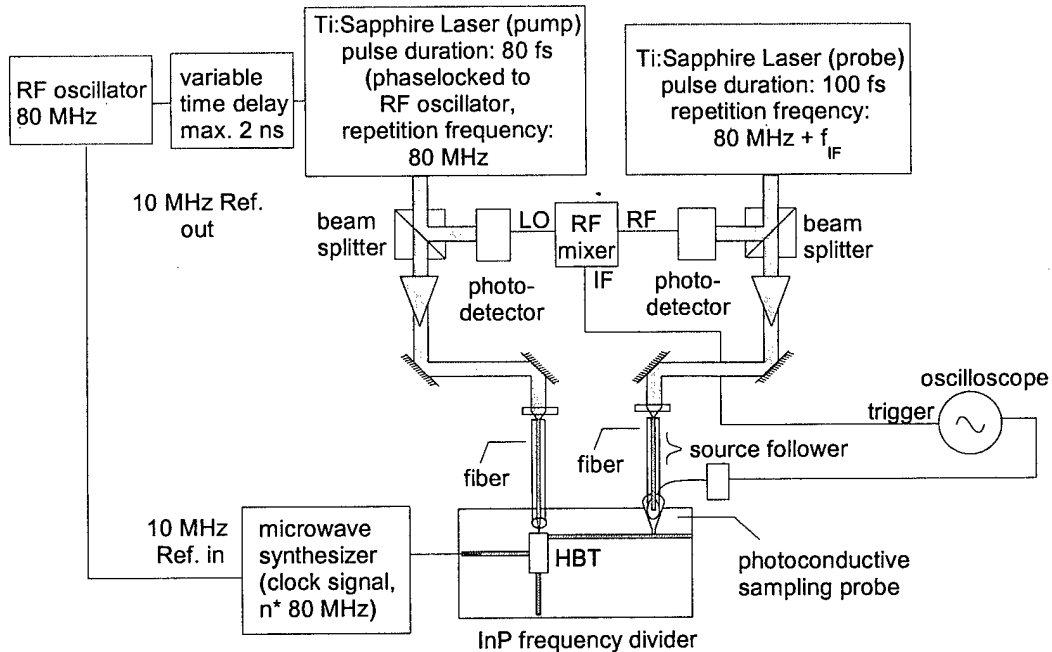 RF oscillator
80 MHz
variable
time delay
max. 2 ns
Ti:Sapphire Laser (pump)
pulse duration: 80 fs
(phaselocked to
RF oscillator,
repetition frequency:
80 MHz
Ti:Sapphire Laser (probe)
pulse duration: 100 fs
repetition frequency:
80 MHz + f_IF
10 MHz Ref.
out
beam
splitter
LO
RF
mixer
IF
RF
beam
splitter
photo-
detector
photo-
detector
oscilloscope
trigger
fiber
fiber
source follower
10 MHz
Ref. in
microwave
synthesizer
(clock signal,
n* 80 MHz)
HBT
photoconductive
sampling probe
InP frequency divider